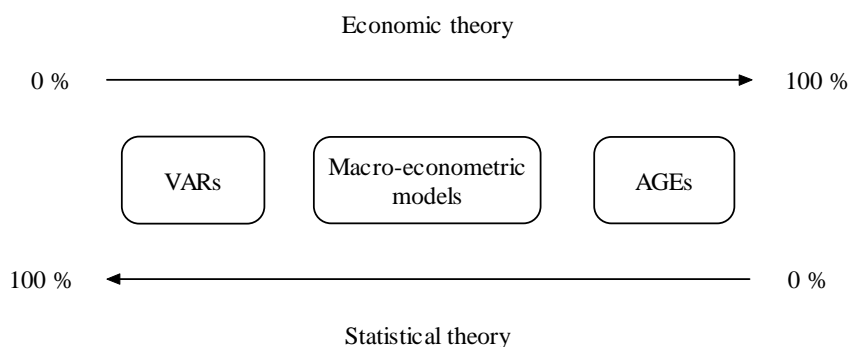 Economic theory
0 %
100 %
VARs
Macro-econometric
models
AGEs
100 %
0 %
Statistical theory